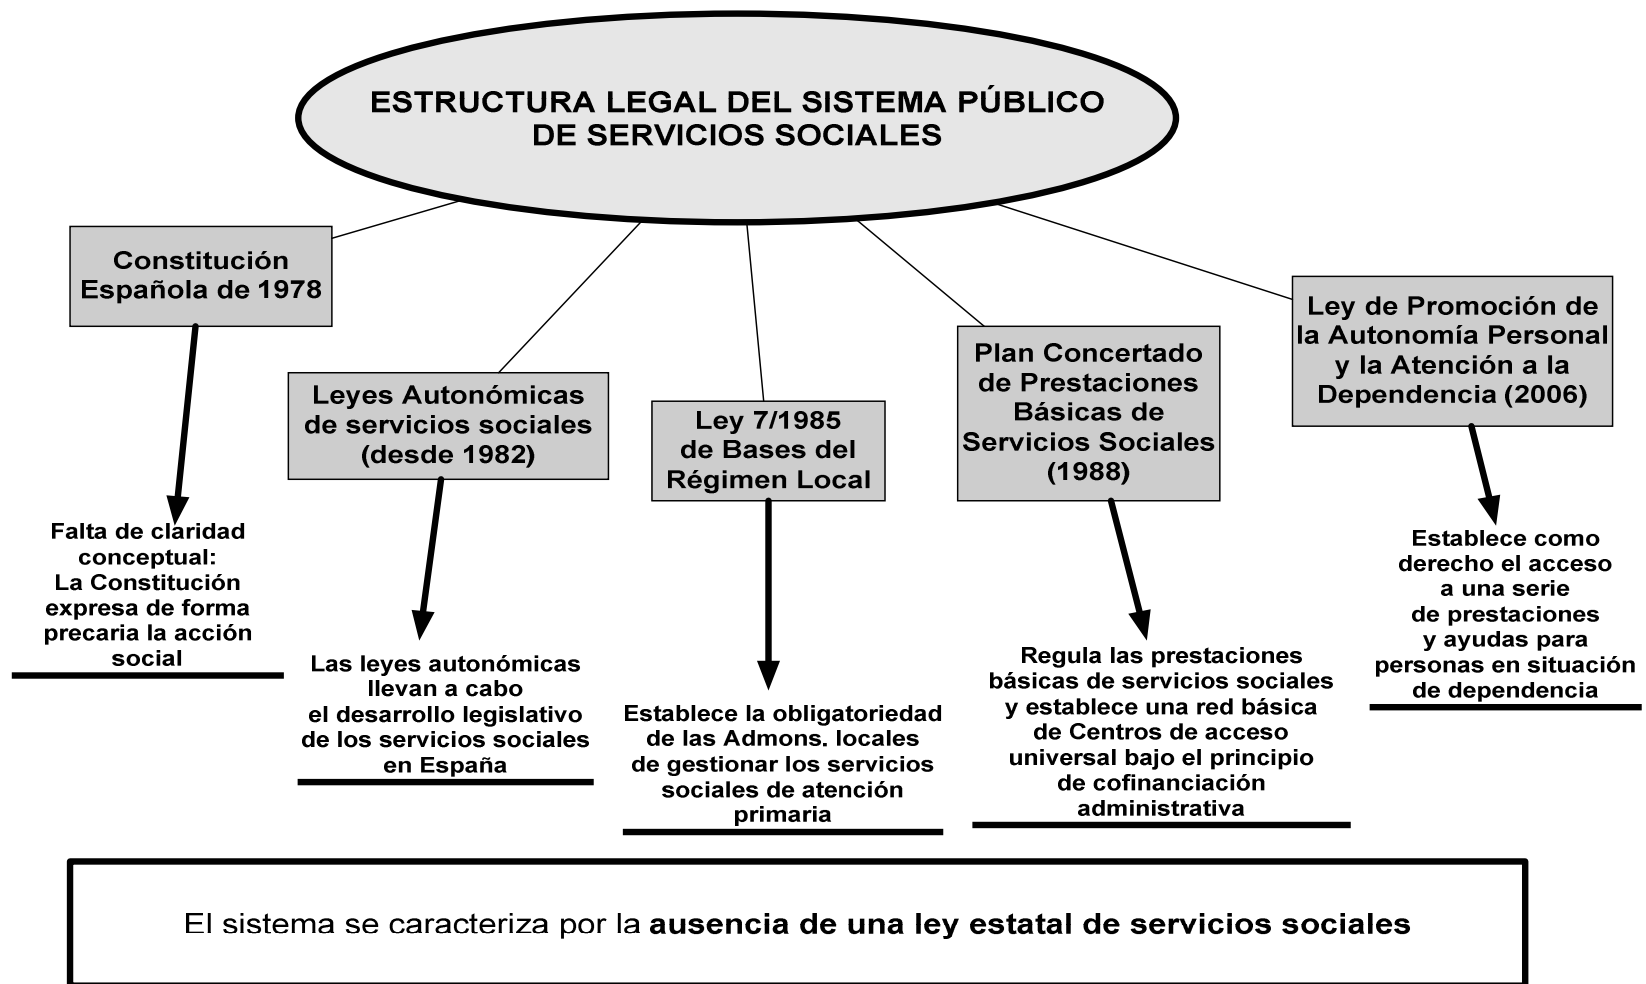 ESTRUCTURA LEGAL DEL SISTEMA PÚBLICO
DE SERVICIOS SOCIALES
Constitución
Española de 1978
Falta de claridad
conceptual:
La Constitución
expresa de forma
precaria la acción
social
Leyes Autonómicas
de servicios sociales
(desde 1982)
Las leyes autonómicas
llevan a cabo
el desarrollo legislativo
de los servicios sociales
en España
Ley 7/1985
de Bases del
Régimen Local
Establece la obligatoriedad
de las Admons. locales
de gestionar los servicios
sociales de atención
primaria
Plan Concertado
de Prestaciones
Básicas de
Servicios Sociales
(1988)
Regula las prestaciones
básicas de servicios sociales
y establece una red básica
de Centros de acceso
universal bajo el principio
de cofinanciación
administrativa
Ley de Promoción de
la Autonomía Personal
y la Atención a la
Dependencia (2006)
Establece como
derecho el acceso
a una serie
de prestaciones
y ayudas para
personas en situación
de dependencia
El sistema se caracteriza por la ausencia de una ley estatal de servicios sociales